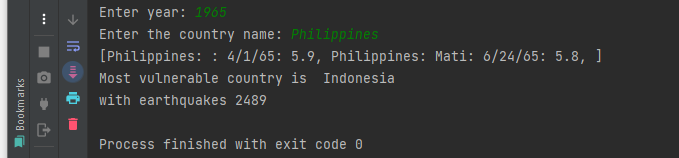 Enter year: 1965
Enter the country name: Philippines
[Philippines: : 4/1/65: 5.9, Philippines: Mati: 6/24/65: 5.8, ]
Most vulnerable country is  Indonesia
with earthquakes 2489
Process finished with exit code 0
Bookmarks